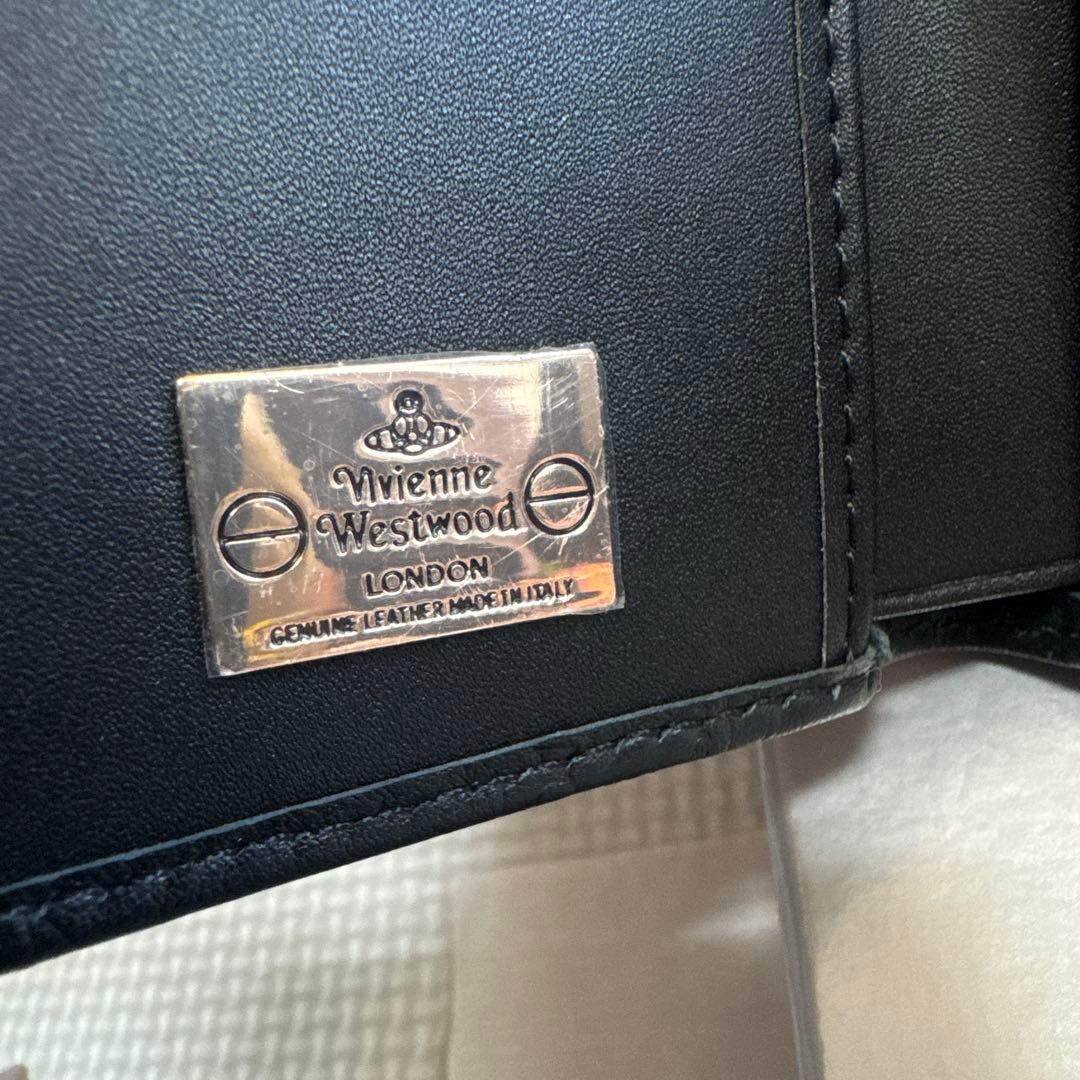 Vivienne
Westwood
LONDON
GENUINE LEATHER MADE IN ITALY